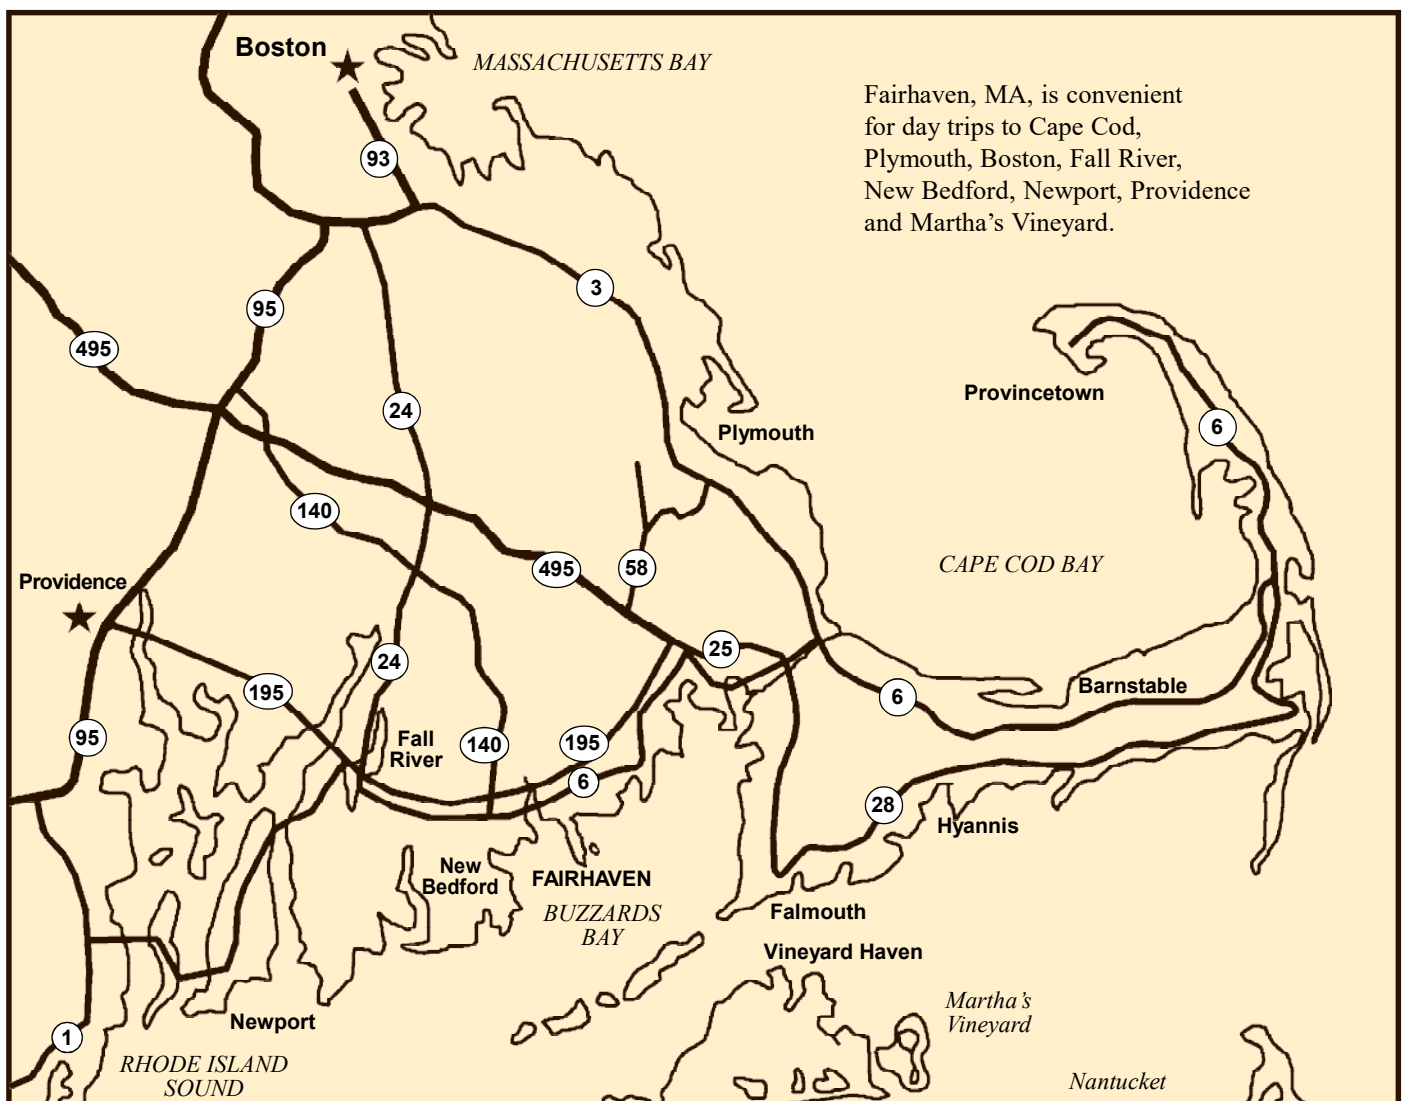 Boston
MASSACHUSETTS BAY
Fairhaven, MA, is convenient
for day trips to Cape Cod,
Plymouth, Boston, Fall River,
New Bedford, Newport, Providence
and Martha's Vineyard.
93
3
95
495
24
Provincetown
6
Plymouth
140
495
58
CAPE COD BAY
Providence
25
24
195
6
Barnstable
95
Fall
River
140
195
6
28
Hyannis
New
Bedford
FAIRHAVEN
BUZZARDS
BAY
Falmouth
Vineyard Haven
Martha's
Vineyard
Newport
1
RHODE ISLAND
SOUND
Nantucket